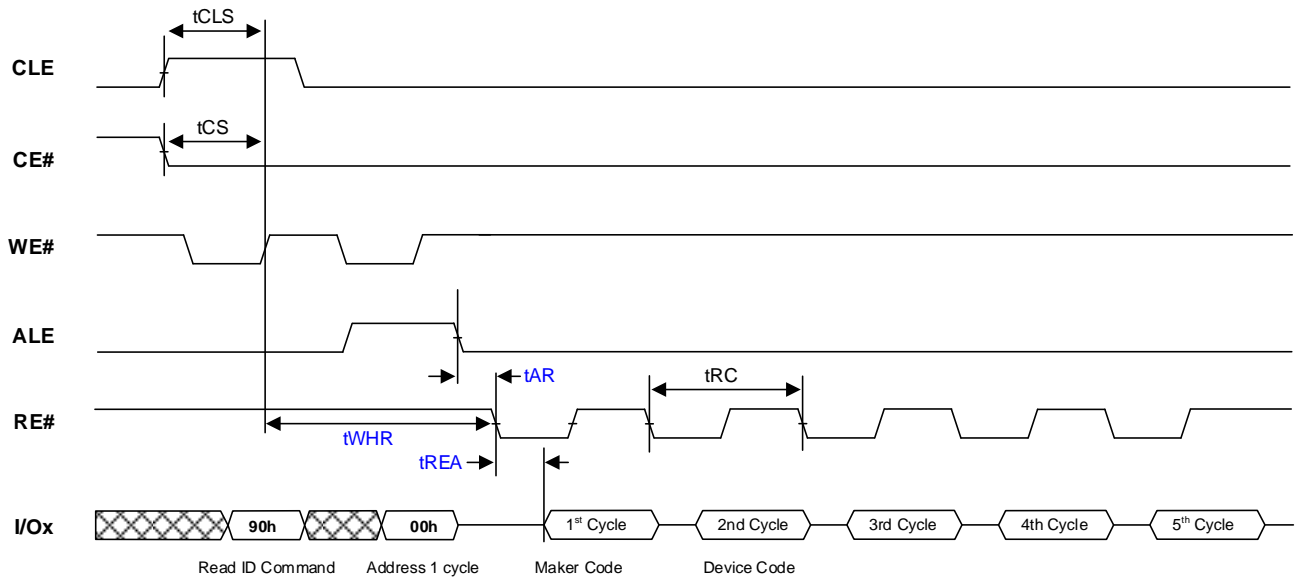 tCLS
CLE
tCS
CE#
WE#
ALE
tAR
tRC
RE#
tWHR
tREA
I/Ox 90h 00h 1st Cycle 2nd Cycle 3rd Cycle 4th Cycle 5th Cycle
Read ID Command Address 1 cycle Maker Code Device Code